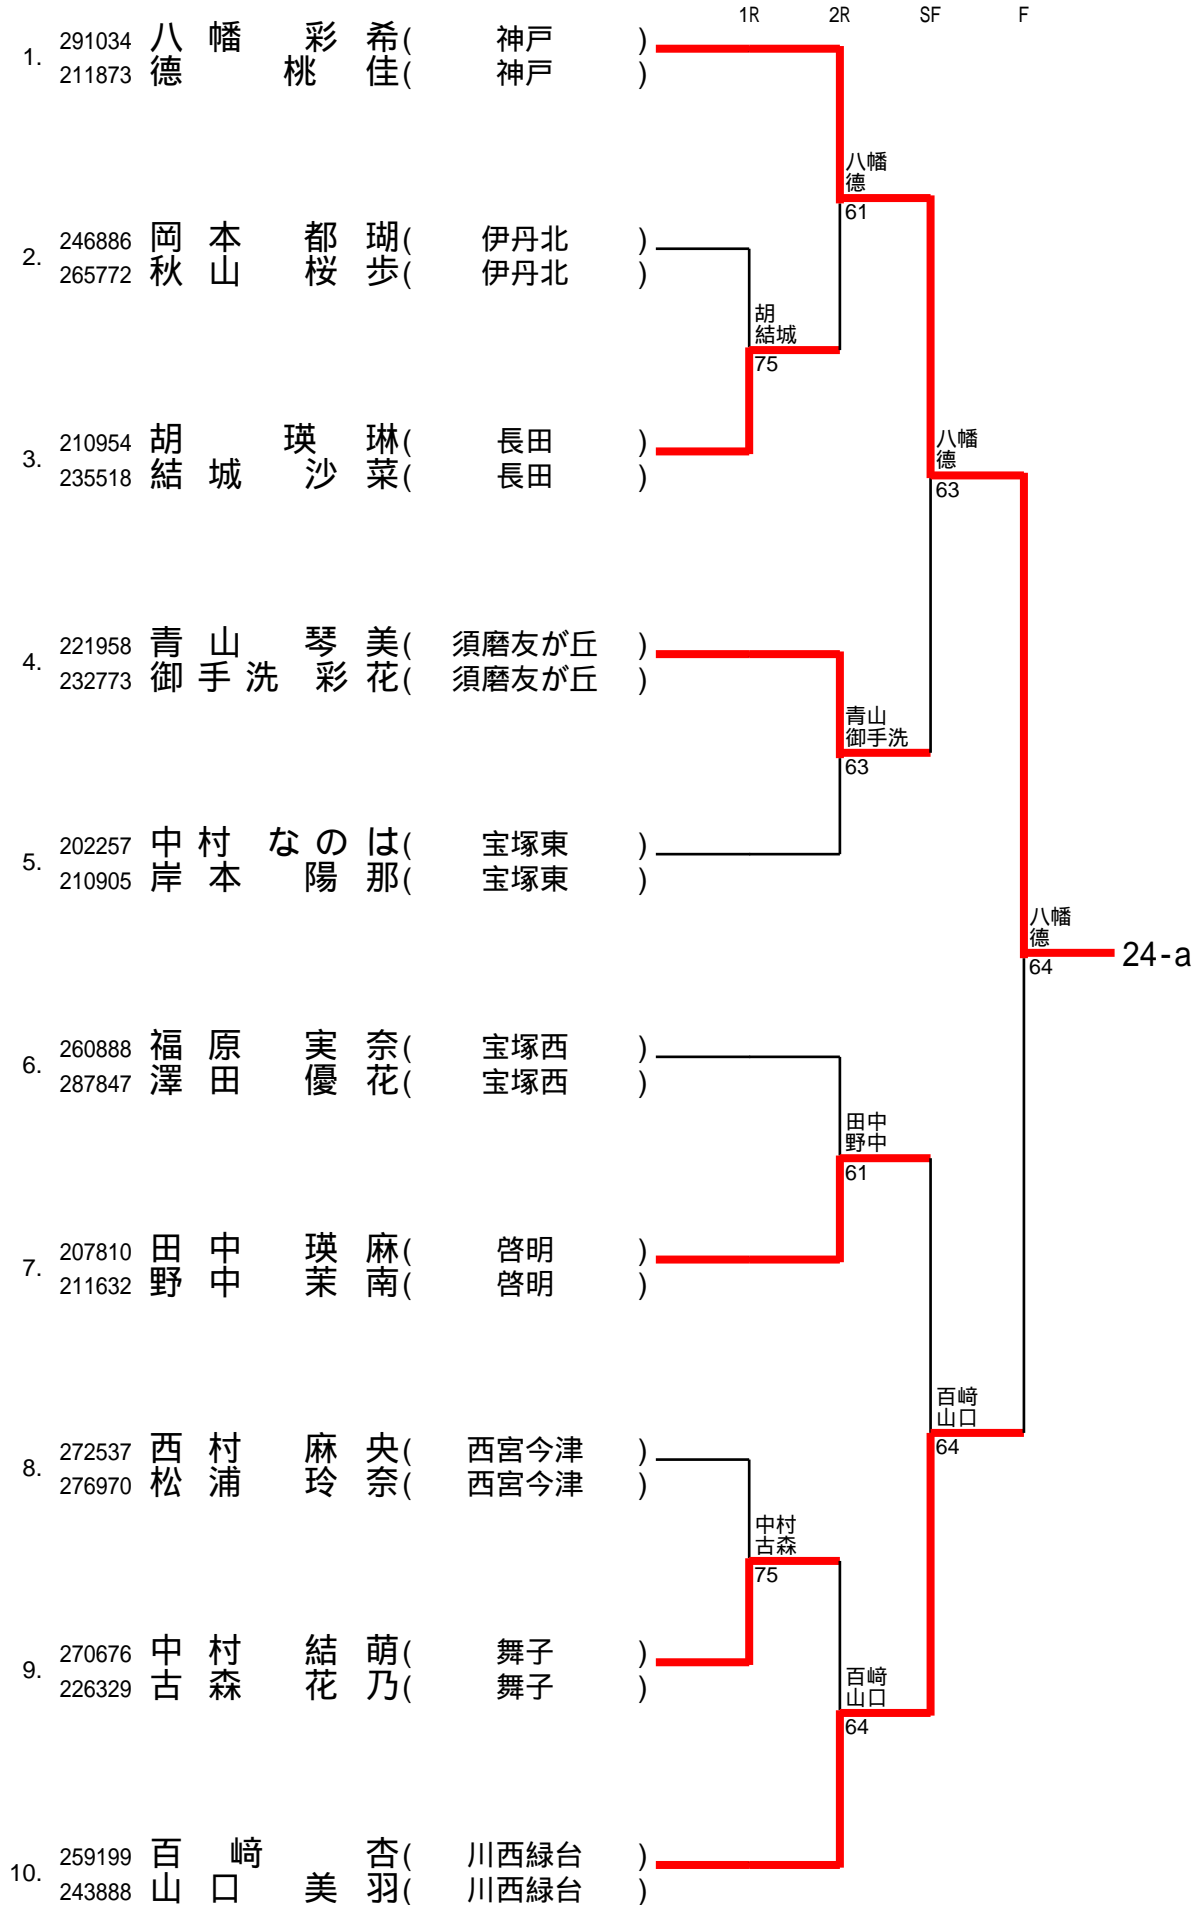 1R 2R SF F
1. 291034 八幡 彩希( 神戸 )
211873 德 桃佳( 神戸 )
八幡
德
61
2. 246886 岡本 都瑚( 伊丹北 )
265772 秋山 桜歩( 伊丹北 )
胡
結城
75
3. 210954 胡 瑛琳( 長田 )
235518 結城 沙菜( 長田 )
八幡
德
63
4. 221958 青山 琴美( 須磨友が丘 )
232773 御手洗 彩花( 須磨友が丘 )
青山
御手洗
63
5. 202257 中村 なのは( 宝塚東 )
210905 岸本 陽那( 宝塚東 )
八幡
德
64
24-a
6. 260888 福原 実奈( 宝塚西 )
287847 澤田 優花( 宝塚西 )
田中
野中
61
7. 207810 田中 瑛麻( 啓明 )
211632 野中 茉南( 啓明 )
百﨑
山口
64
8. 272537 西村 麻央( 西宮今津 )
276970 松浦 玲奈( 西宮今津 )
中村
古森
75
9. 270676 中村 結萌( 舞子 )
226329 古森 花乃( 舞子 )
百﨑
山口
64
10. 259199 百﨑 杏( 川西緑台 )
243888 山口 美羽( 川西緑台 )